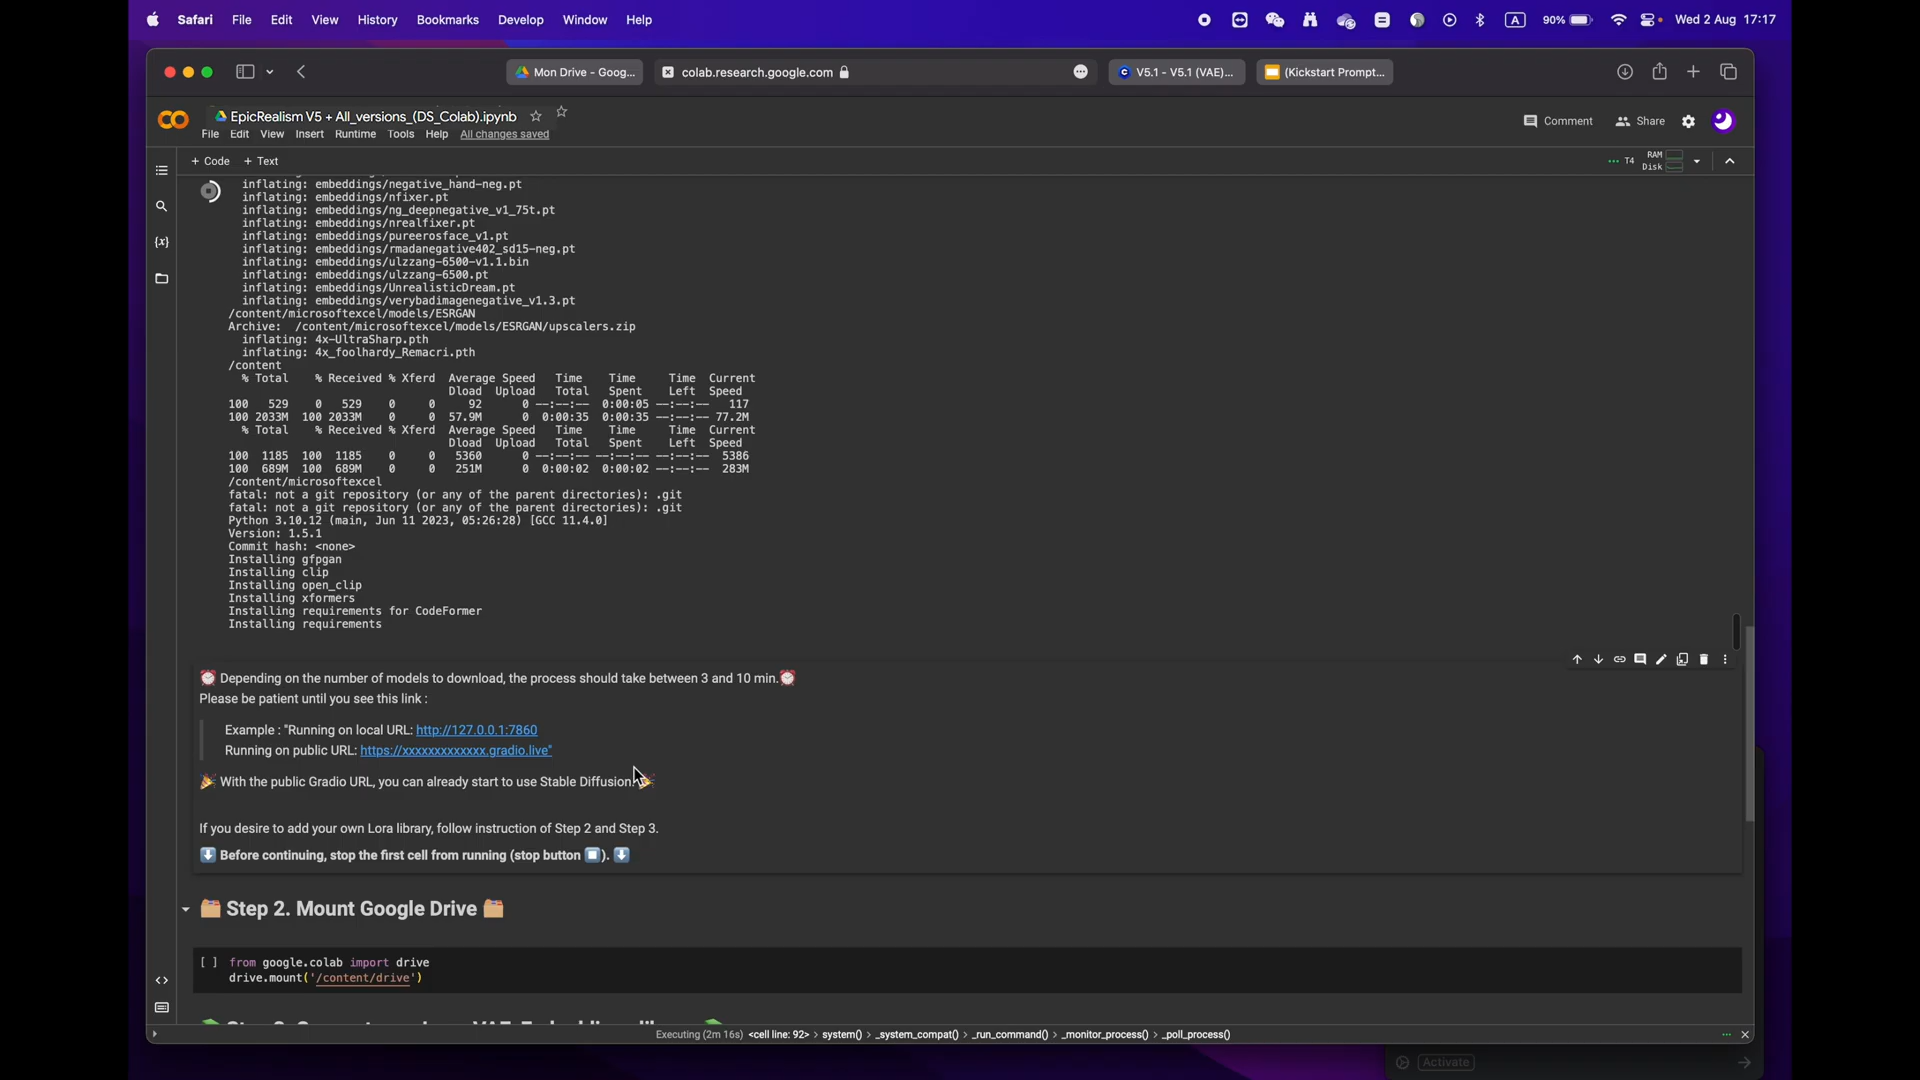 Safari File Edit View History Bookmarks Develop Window Help
A 90% Wed 2 Aug 17:17
Mon Drive - Goog... colab.research.google.com V5.1 - V5.1 (VAE)... (Kickstart Prompt...
EpicRealism V5 + All_versions_(DS_Colab).ipynb
File Edit View Insert Runtime Tools Help All changes saved
Comment Share
+ Code + Text
T4 RAM
Disk
inflating: embeddings/negative_hand-neg.pt
inflating: embeddings/nfixer.pt
inflating: embeddings/ng_deepnegative_v1_75t.pt
inflating: embeddings/nrealfixer.pt
inflating: embeddings/pureerosface_v1.pt
inflating: embeddings/rmadanegative402_sd15-neg.pt
inflating: embeddings/ulzzang-6500-v1.1.bin
inflating: embeddings/ulzzang-6500.pt
inflating: embeddings/UnrealisticDream.pt
inflating: embeddings/verybadimagenegative_v1.3.pt
/content/microsoftexcel/models/ESRGAN
Archive: /content/microsoftexcel/models/ESRGAN/upscalers.zip
inflating: 4x-UltraSharp.pth
inflating: 4x_foolhardy_Remacri.pth
/content
% Total % Received % Xferd Average Speed Time Time Time Current
Dload Upload Total Spent Left Speed
100 529 0 529 0 0 92 0 --:--:-- 0:00:05 --:--:-- 117
100 2033M 100 2033M 0 0 57.9M 0 0:00:35 0:00:35 --:--:-- 77.2M
% Total % Received % Xferd Average Speed Time Time Time Current
Dload Upload Total Spent Left Speed
100 1185 100 1185 0 0 5360 0 --:--:-- --:--:-- --:--:-- 5386
100 689M 100 689M 0 0 251M 0 0:00:02 0:00:02 --:--:-- 283M
/content/microsoftexcel
fatal: not a git repository (or any of the parent directories): .git
fatal: not a git repository (or any of the parent directories): .git
Python 3.10.12 (main, Jun 11 2023, 05:26:28) [GCC 11.4.0]
Version: 1.5.1
Commit hash: <none>
Installing gfpgan
Installing clip
Installing open_clip
Installing xformers
Installing requirements for CodeFormer
Installing requirements
⏰ Depending on the number of models to download, the process should take between 3 and 10 min.⏰
Please be patient until you see this link :
Example : "Running on local URL: http://127.0.0.1:7860
Running on public URL: https://xxxxxxxxxxxxx.gradio.live"
🎉 With the public Gradio URL, you can already start to use Stable Diffusion! 🎉
If you desire to add your own Lora library, follow instruction of Step 2 and Step 3.
⬇️ Before continuing, stop the first cell from running (stop button ⏹️). ⬇️
Step 2. Mount Google Drive
[ ] from google.colab import drive
drive.mount('/content/drive')
Executing (2m 16s) <cell line: 92> > system() > _system_compat() > _run_command() > _monitor_process() > _poll_process()
Activate